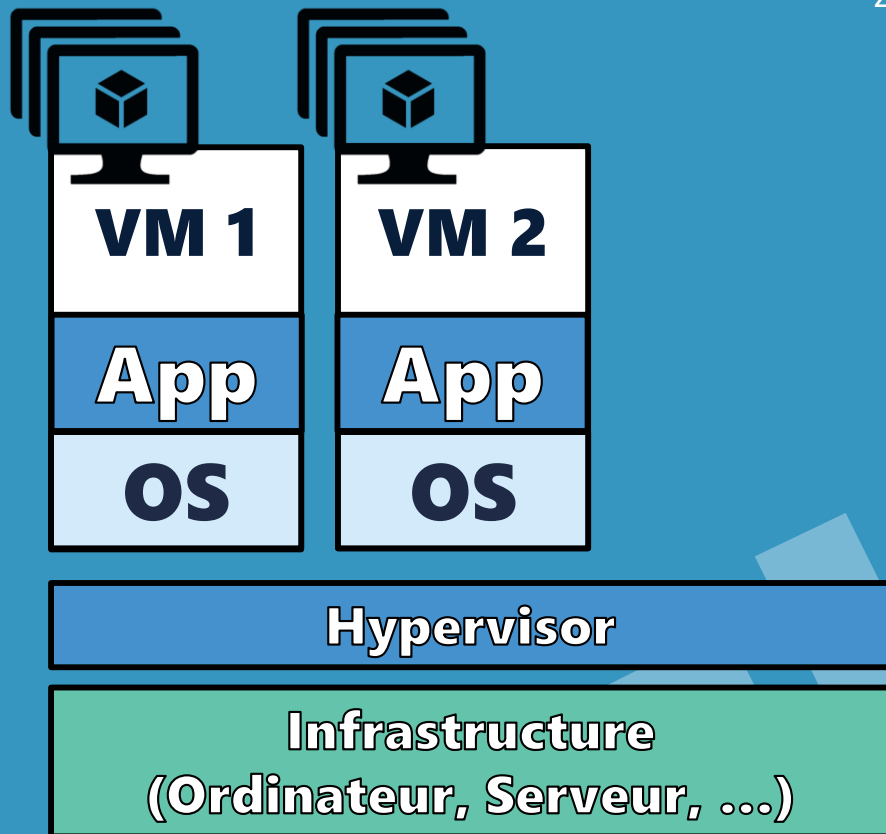 VM 1
VM 2
App
App
OS
OS
Hypervisor
Infrastructure
(Ordinateur, Serveur, ...)